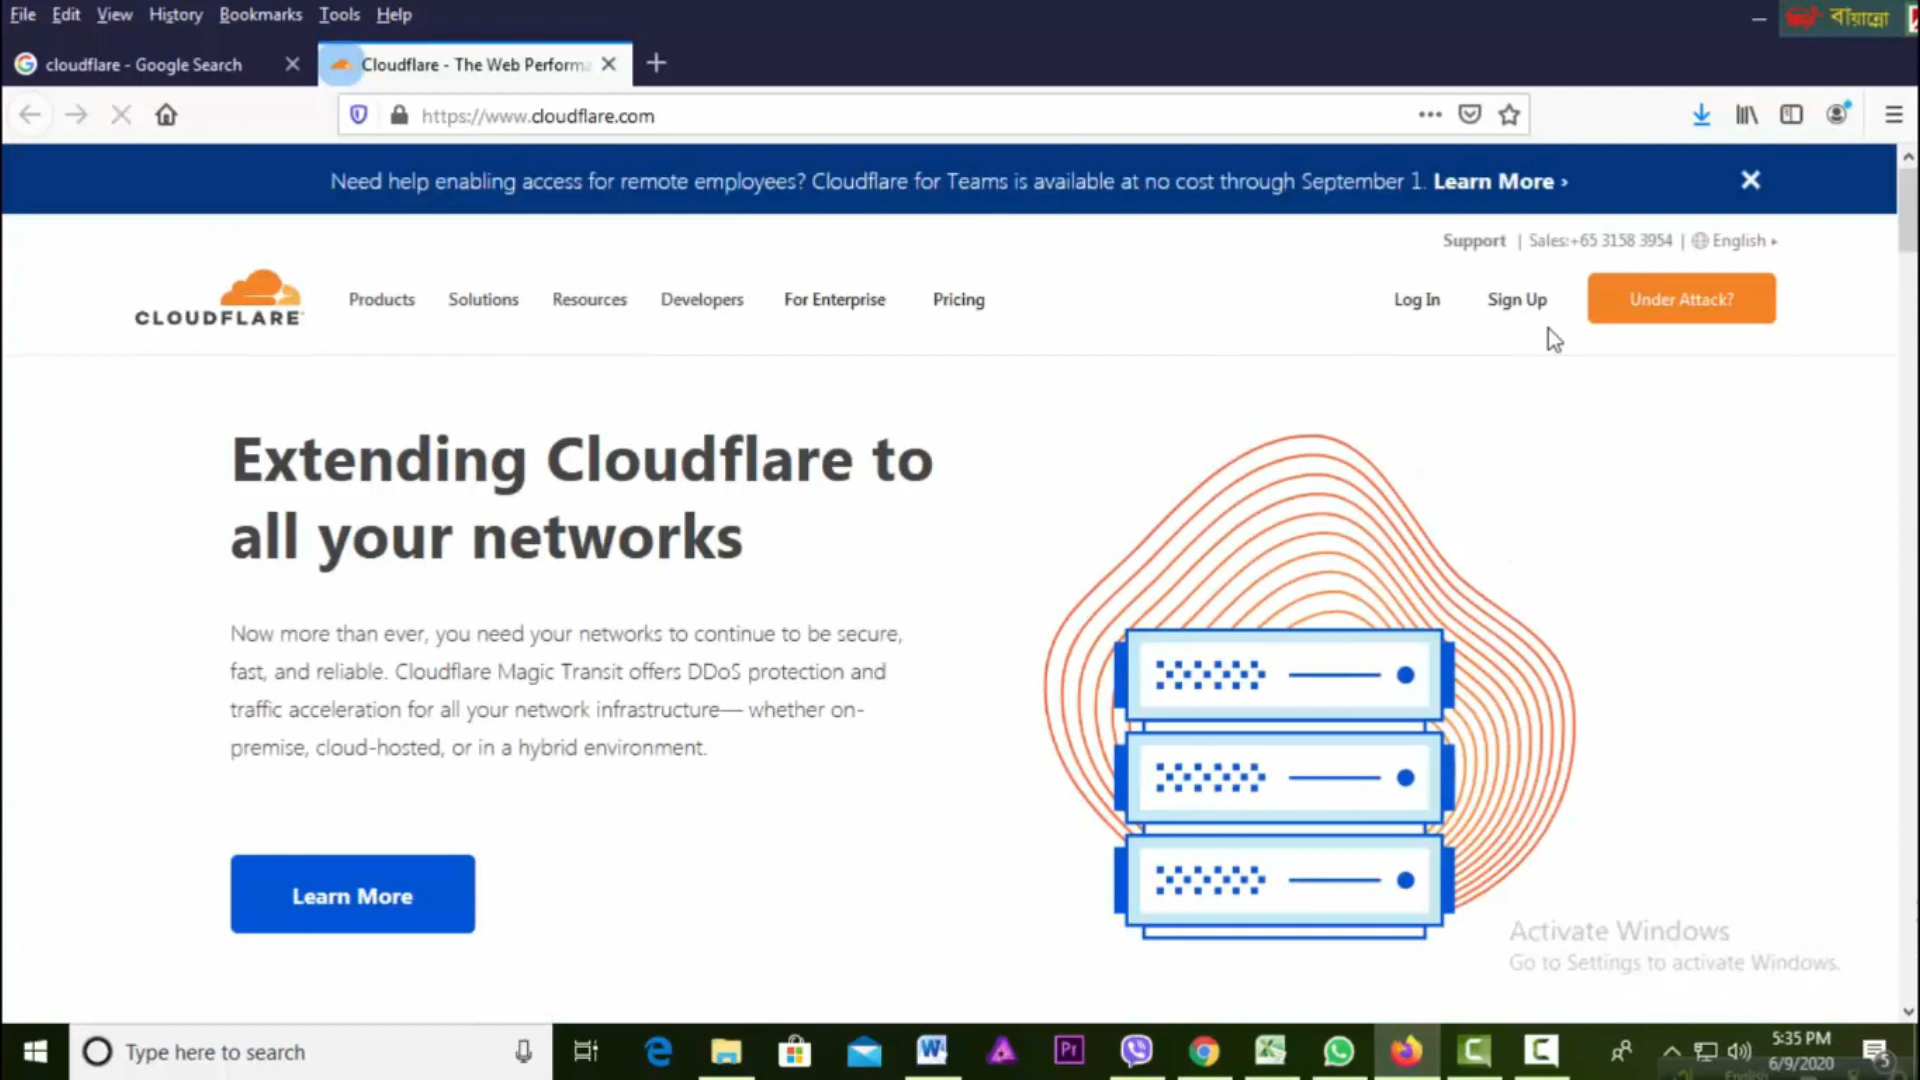 File Edit View History Bookmarks Tools Help
বায়ান্নো
cloudflare - Google Search
Cloudflare - The Web Performa
https://www.cloudflare.com
Need help enabling access for remote employees? Cloudflare for Teams is available at no cost through September 1. Learn More ›
Support | Sales:+65 3158 3954 | English
CLOUDFLARE
Products Solutions Resources Developers For Enterprise Pricing Log In Sign Up Under Attack?
Extending Cloudflare to
all your networks
Now more than ever, you need your networks to continue to be secure,
fast, and reliable. Cloudflare Magic Transit offers DDoS protection and
traffic acceleration for all your network infrastructure— whether on-
premise, cloud-hosted, or in a hybrid environment.
Learn More
Activate Windows
Go to Settings to activate Windows.
Type here to search
Pr
5:35 PM
6/9/2020
5
English